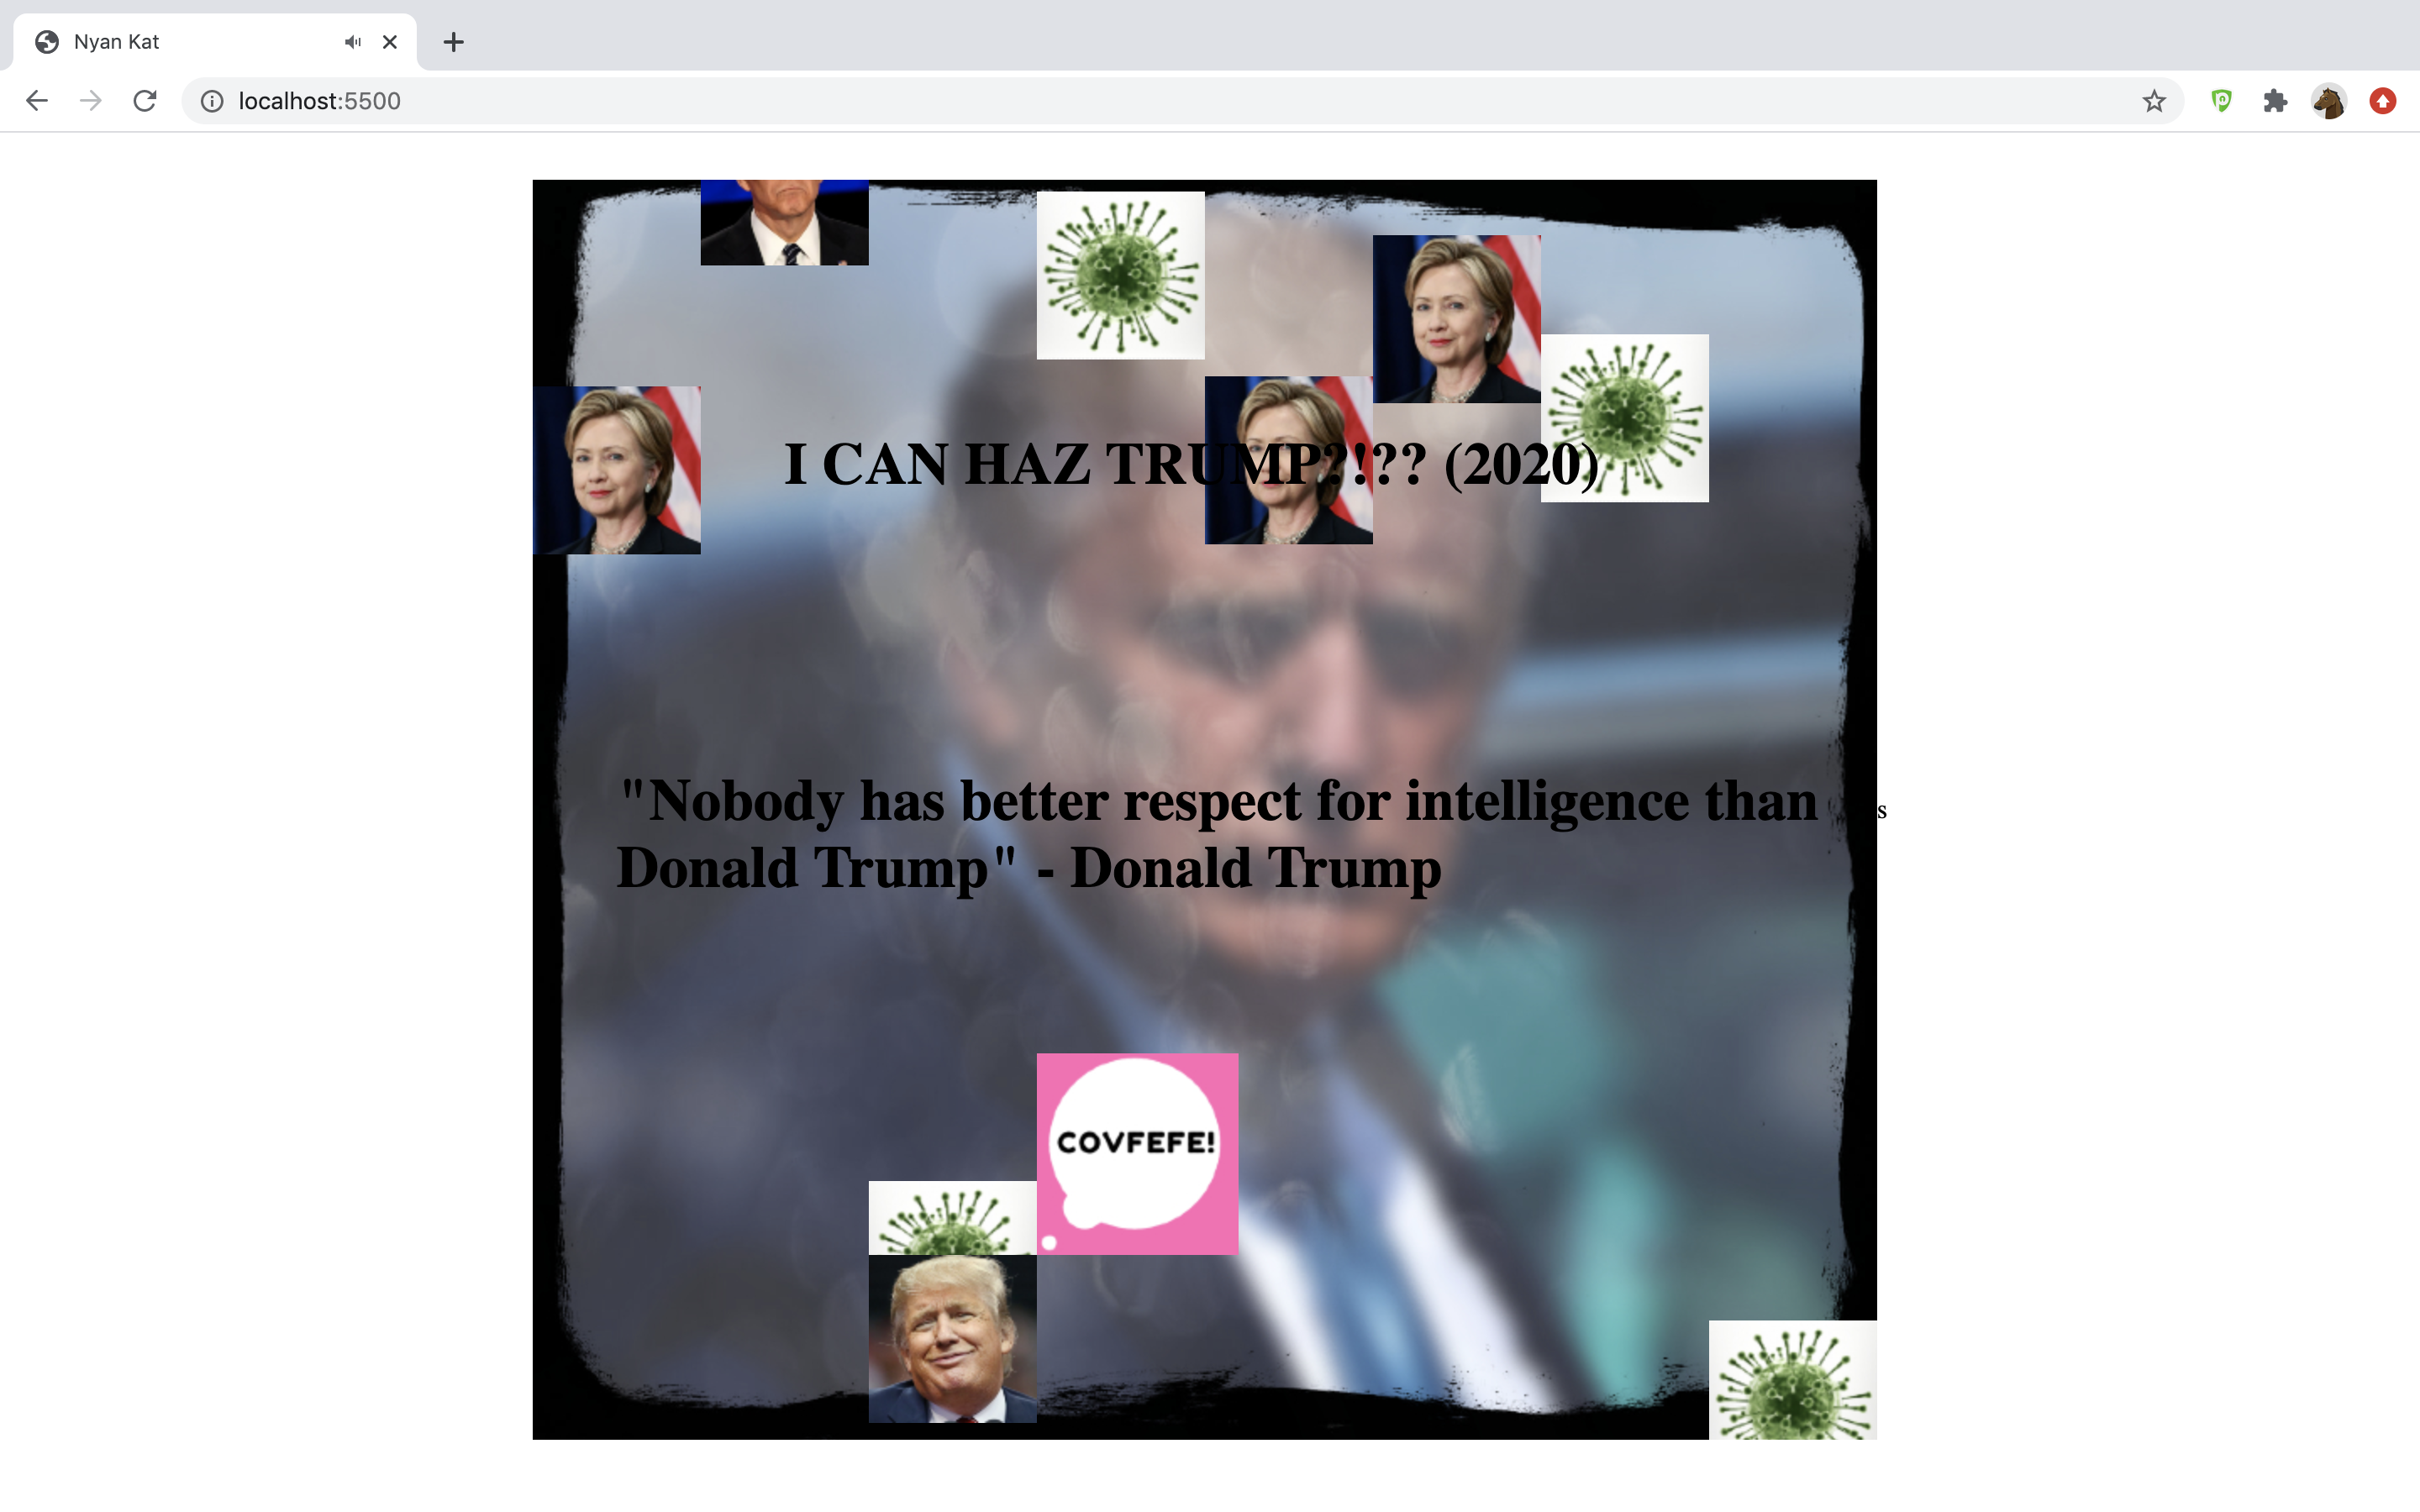 Nyan Kat
localhost:5500
I CAN HAZ TRUMP?!?? (2020)
"Nobody has better respect for intelligence than
s
Donald Trump" - Donald Trump
COVFEFE!